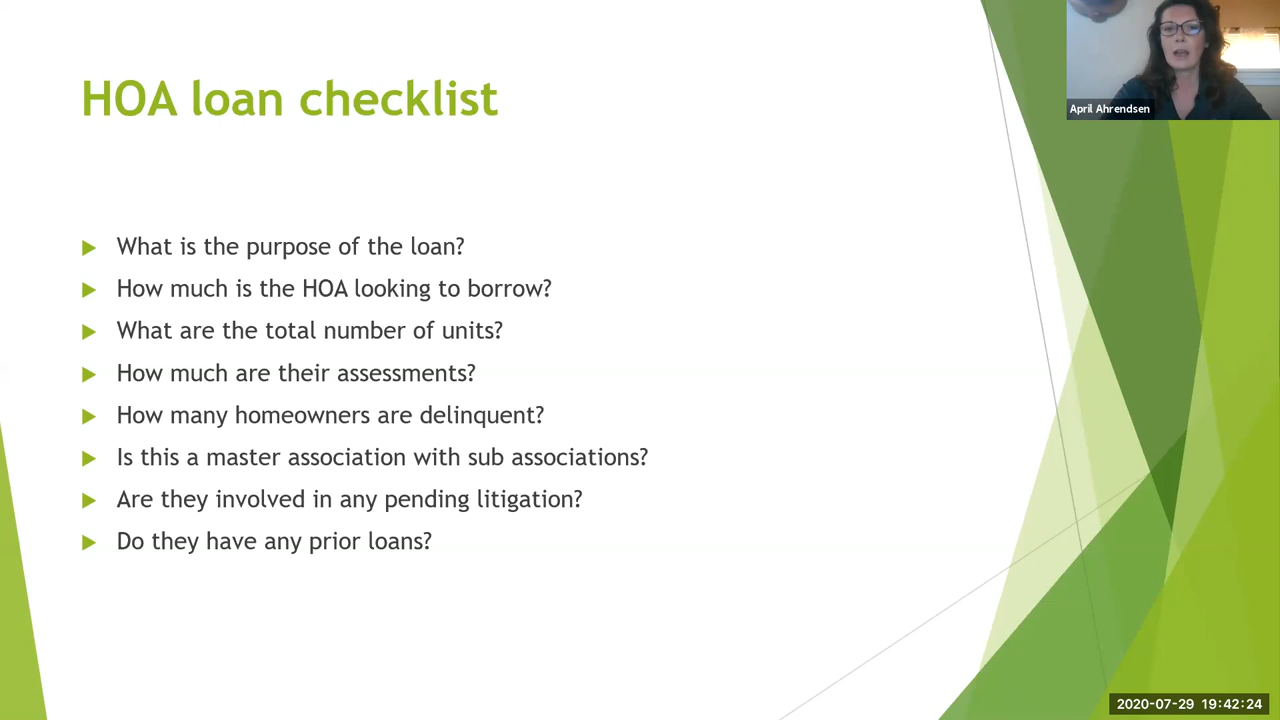 HOA loan checklist
What is the purpose of the loan?
How much is the HOA looking to borrow?
What are the total number of units?
How much are their assessments?
How many homeowners are delinquent?
Is this a master association with sub associations?
Are they involved in any pending litigation?
Do they have any prior loans?
April Ahrendsen
2020-07-29 19:42:24